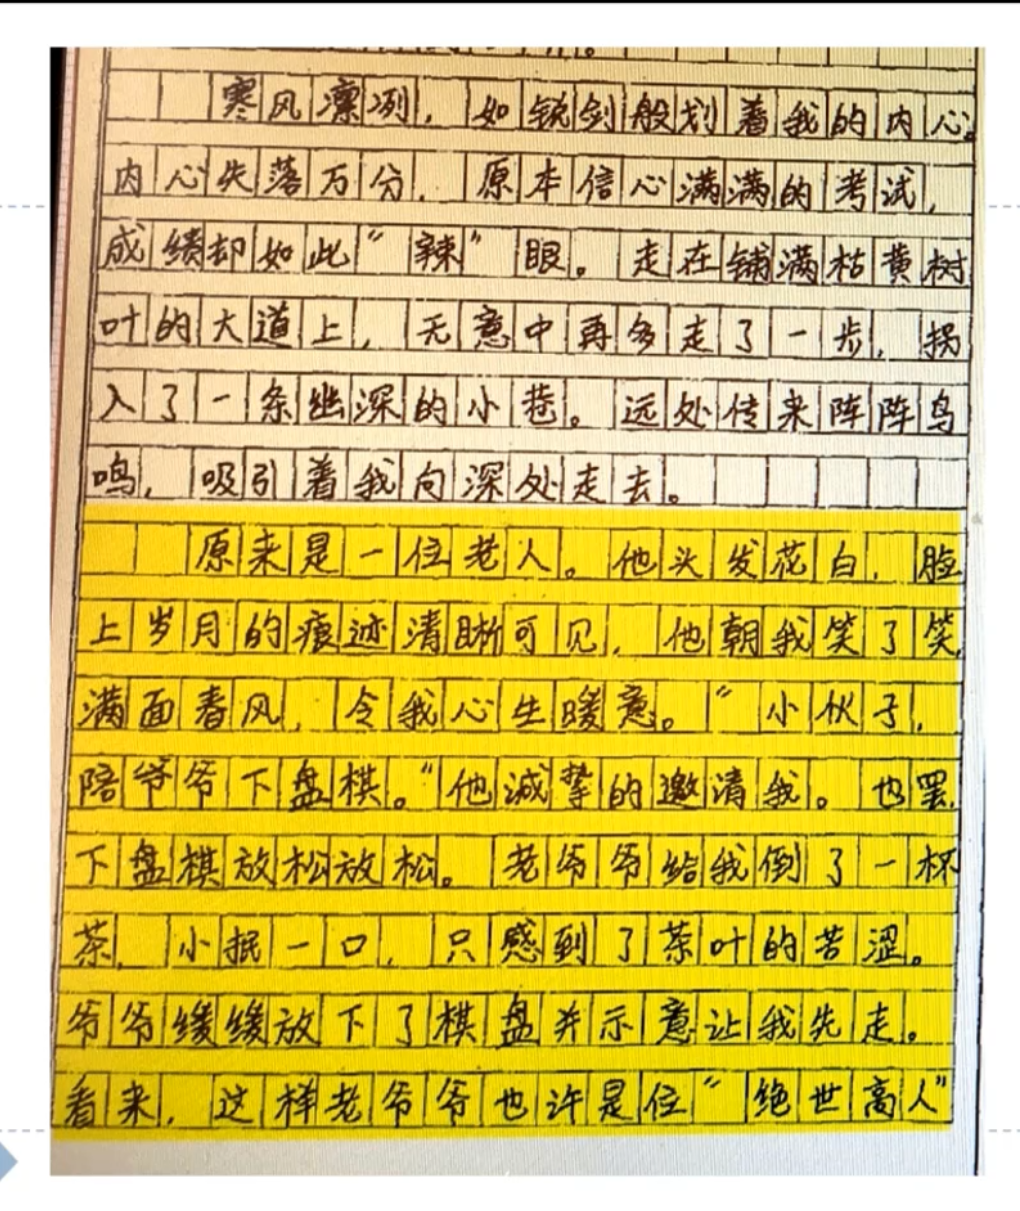 寒风凛冽，如锐剑般划着我的内心。
内心失落万分，原本信心满满的考试，
成绩却如此“辣”眼。走在铺满枯黄树
叶的大道上，无意中再多走了一步，拐
入了一条幽深的小巷。远处传来阵阵鸟
鸣，吸引着我向深处走去。
原来是一位老人。他头发花白，脸
上岁月的痕迹清晰可见，他朝我笑了笑，
满面春风，令我心生暖意。“小伙子，
陪爷爷下盘棋。“他诚挚的邀请我。也罢，
下盘棋放松放松。老爷爷给我倒了一杯
茶，小抿一口，只感到了茶叶的苦涩。
爷爷缓缓放下了棋盘并示意让我先走。
看来，这样老爷爷也许是位“绝世高人”